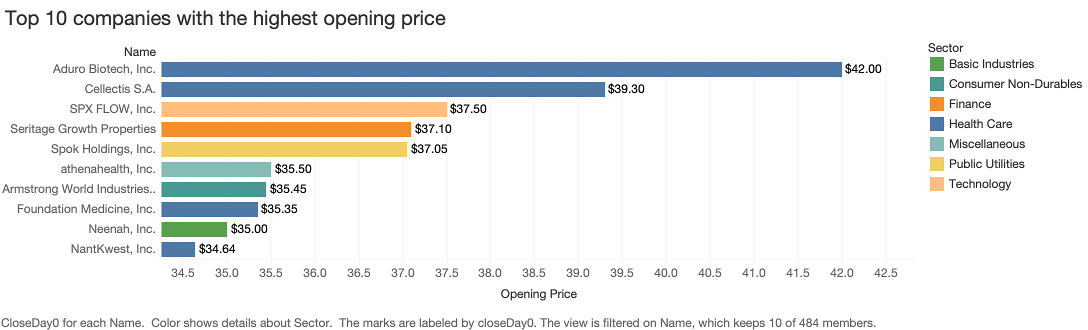 Top 10 companies with the highest opening price
Name
Sector
Aduro Biotech, Inc. $42.00
Cellectis S.A. $39.30
SPX FLOW, Inc. $37.50
Seritage Growth Properties $37.10
Spok Holdings, Inc. $37.05
athenahealth, Inc. $35.50
Armstrong World Industries.. $35.45
Foundation Medicine, Inc. $35.35
Neenah, Inc. $35.00
NantKwest, Inc. $34.64
Basic Industries
Consumer Non-Durables
Finance
Health Care
Miscellaneous
Public Utilities
Technology
34.5 35.0 35.5 36.0 36.5 37.0 37.5 38.0 38.5 39.0 39.5 40.0 40.5 41.0 41.5 42.0 42.5
Opening Price
CloseDay0 for each Name. Color shows details about Sector. The marks are labeled by closeDay0. The view is filtered on Name, which keeps 10 of 484 members.